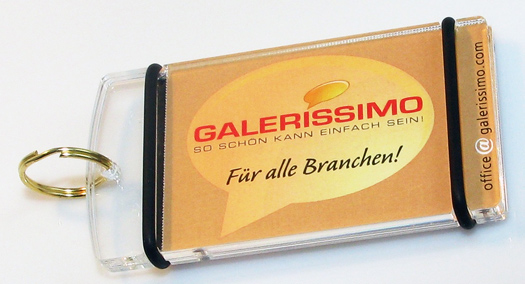 GALERISSIMO
SO SCHÖN KANN EINFACH SEIN!
Für alle Branchen!
office@galerissimo.com